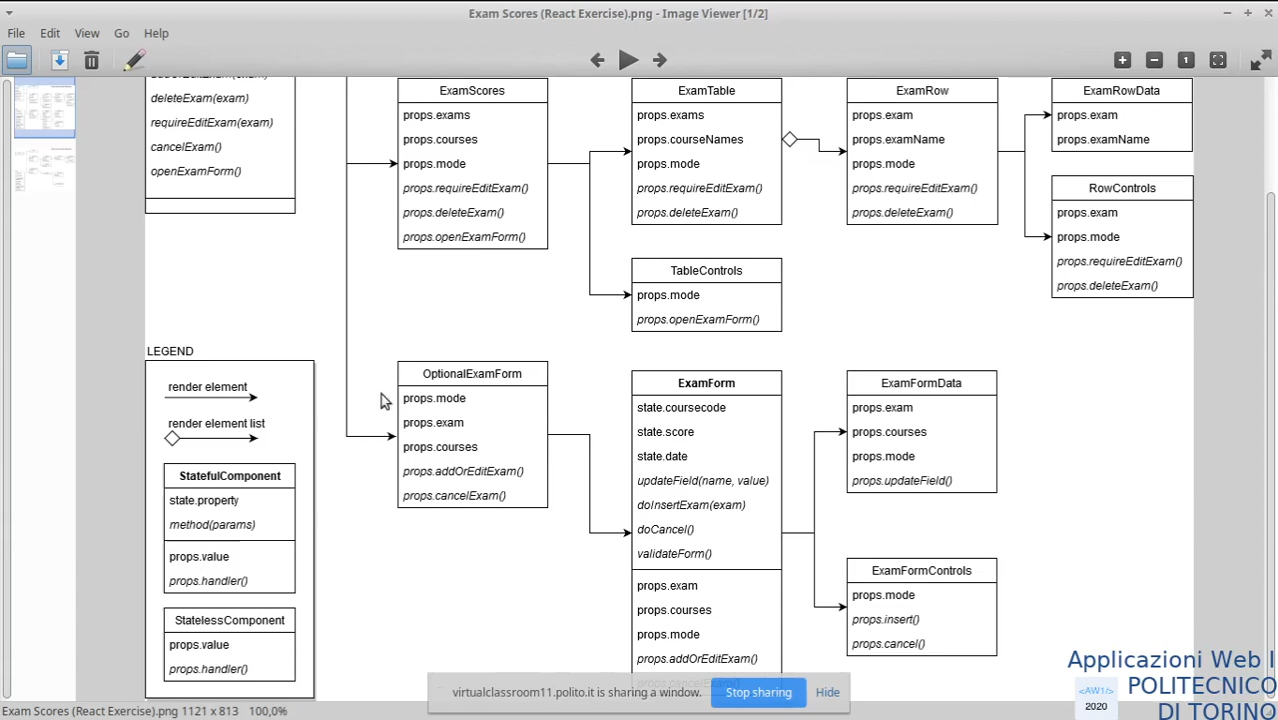 Exam Scores (React Exercise).png - Image Viewer [1/2]
File Edit View Go Help
deleteExam(exam)
requireEditExam(exam)
cancelExam()
openExamForm()
ExamScores
props.exams
props.courses
props.mode
props.requireEditExam()
props.deleteExam()
props.openExamForm()
ExamTable
props.exams
props.courseNames
props.mode
props.requireEditExam()
props.deleteExam()
ExamRow
props.exam
props.examName
props.mode
props.requireEditExam()
props.deleteExam()
ExamRowData
props.exam
props.examName
RowControls
props.exam
props.mode
props.requireEditExam()
props.deleteExam()
TableControls
props.mode
props.openExamForm()
LEGEND
render element
render element list
StatefulComponent
state.property
method(params)
props.value
props.handler()
StatelessComponent
props.value
props.handler()
OptionalExamForm
props.mode
props.exam
props.courses
props.addOrEditExam()
props.cancelExam()
ExamForm
state.coursecode
state.score
state.date
updateField(name, value)
doInsertExam(exam)
doCancel()
validateForm()
props.exam
props.courses
props.mode
props.addOrEditExam()
ExamFormData
props.exam
props.courses
props.mode
props.updateField()
ExamFormControls
props.mode
props.insert()
props.cancel()
virtualclassroom11.polito.it is sharing a window. Stop sharing Hide
Applicazioni Web I
POLITECNICO
DI TORINO
<AW1/>
2020
Exam Scores (React Exercise).png 1121 x 813 100,0%